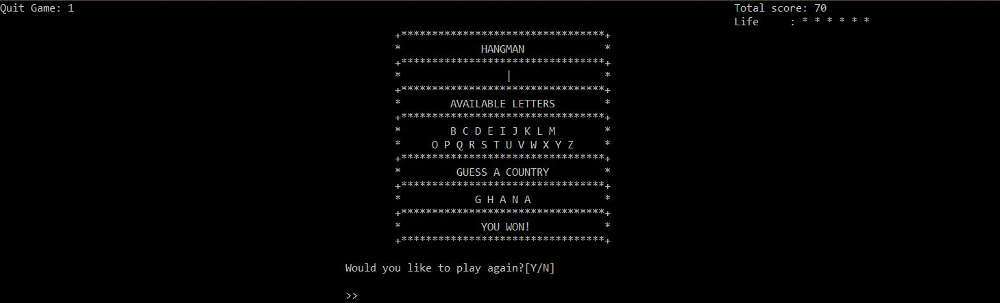 Quit Game: 1 Total score: 70
Life : * * * * * *
+*********************************+
* HANGMAN *
+*********************************+
* | *
+*********************************+
* AVAILABLE LETTERS *
+*********************************+
* B C D E I J K L M *
* O P Q R S T U V W X Y Z *
+*********************************+
* GUESS A COUNTRY *
+*********************************+
* G H A N A *
+*********************************+
* YOU WON! *
+*********************************+
Would you like to play again?[Y/N]
>>